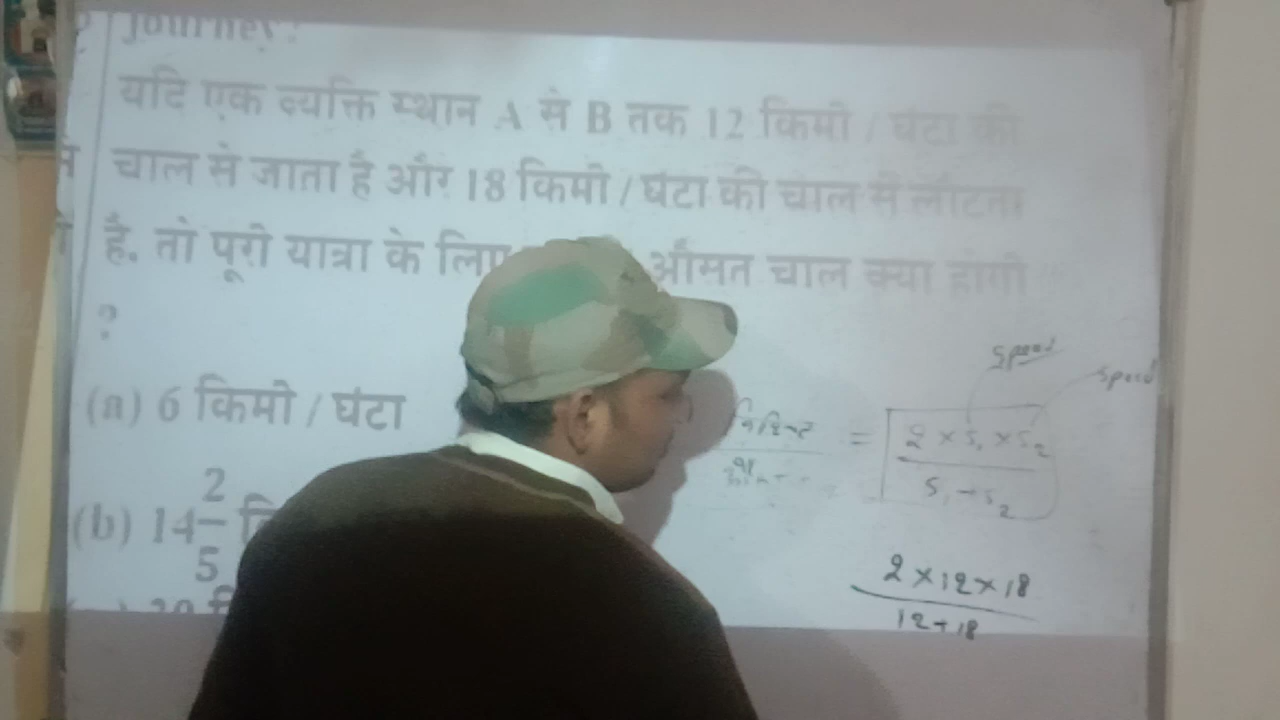 Journey ?
यदि एक व्यक्ति स्थान A से B तक 12 किमी / घंटा की
चाल से जाता है और 18 किमी / घंटा की चाल से लौटता
है. तो पूरी यात्रा के लिए औसत चाल क्या होगी
?
(a) 6 किमी / घंटा
(b) 14 2/5 कि
Speed
Speed
= 2 × S₁ × S₂ / S₁ + S₂
2 × 12 × 18 / 12 + 18